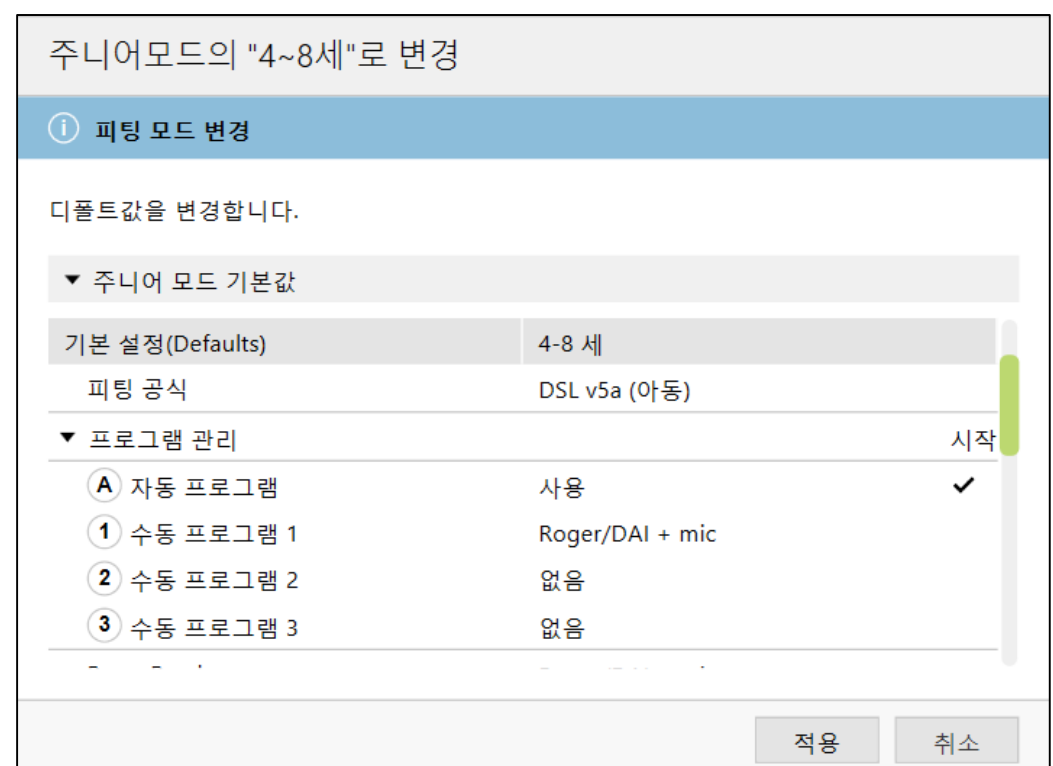 주니어모드의 "4~8세"로 변경
피팅 모드 변경
디폴트값을 변경합니다.
▼ 주니어 모드 기본값
기본 설정(Defaults) 4-8 세
피팅 공식 DSL v5a (아동)
▼ 프로그램 관리 시작
A 자동 프로그램 사용 ✓
1 수동 프로그램 1 Roger/DAI + mic
2 수동 프로그램 2 없음
3 수동 프로그램 3 없음
적용 취소